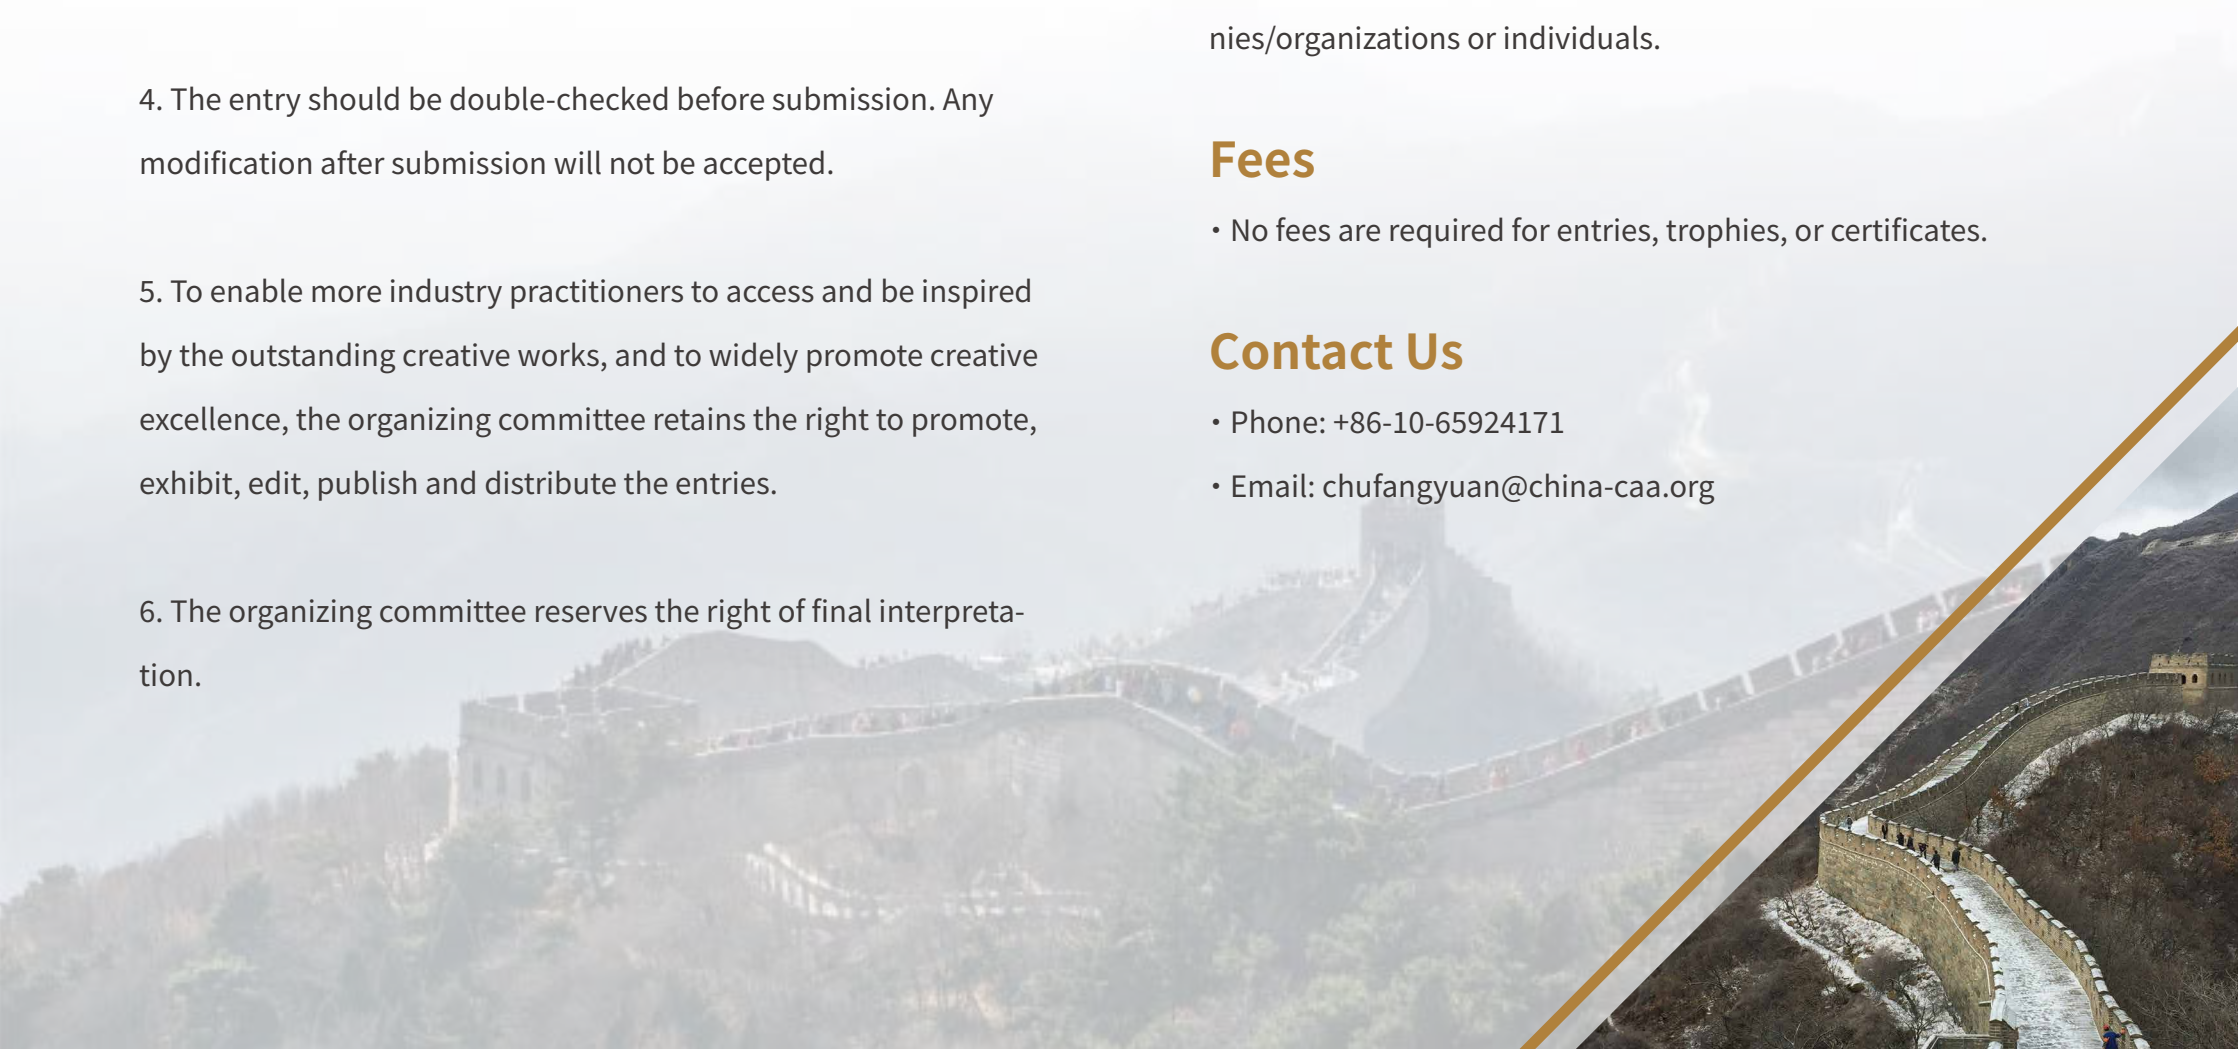 4. The entry should be double-checked before submission. Any
modification after submission will not be accepted.
5. To enable more industry practitioners to access and be inspired
by the outstanding creative works, and to widely promote creative
excellence, the organizing committee retains the right to promote,
exhibit, edit, publish and distribute the entries.
6. The organizing committee reserves the right of final interpreta-
tion.
nies/organizations or individuals.
Fees
· No fees are required for entries, trophies, or certificates.
Contact Us
· Phone: +86-10-65924171
· Email: chufangyuan@china-caa.org